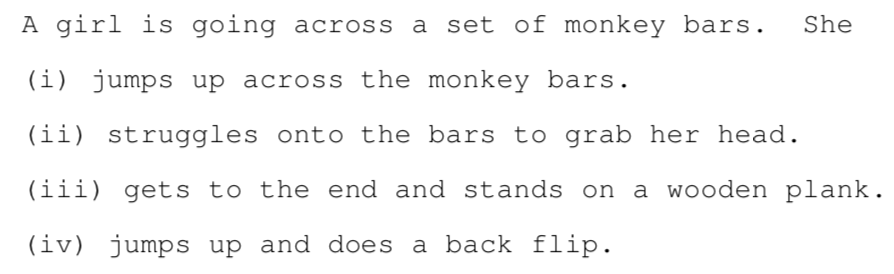 A girl is going across a set of monkey bars.  She
(i) jumps up across the monkey bars.
(ii) struggles onto the bars to grab her head.
(iii) gets to the end and stands on a wooden plank.
(iv) jumps up and does a back flip.